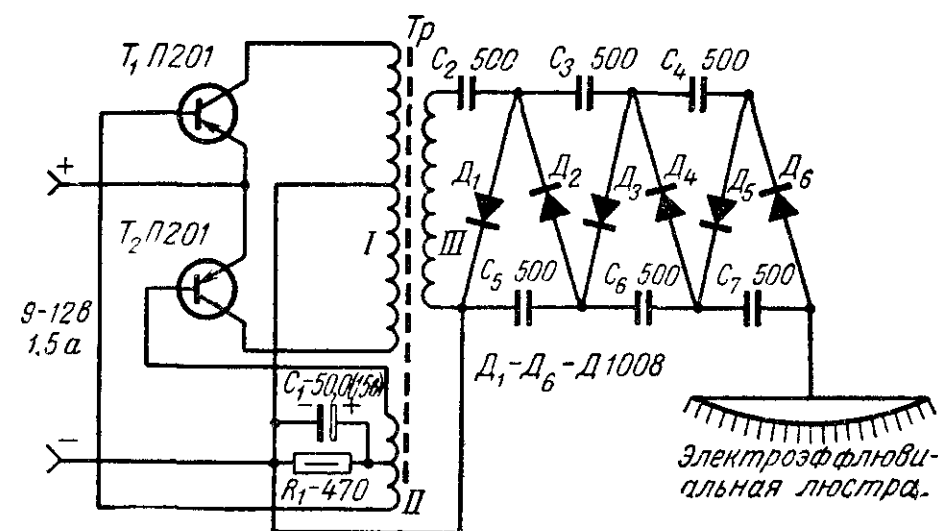 Тр
T₁ П201
C₂ 500
C₃ 500
C₄ 500
+
Д₁
Д₂
Д₃
Д₄
Д₅
Д₆
T₂ П201
I
III
C₅ 500
C₆ 500
C₇ 500
9-12в
1.5а
Д₁-Д₆-Д1008
C₁-50,0(15в)
- +
-
R₁-470
II
Электроэффлюви-
альная люстра.